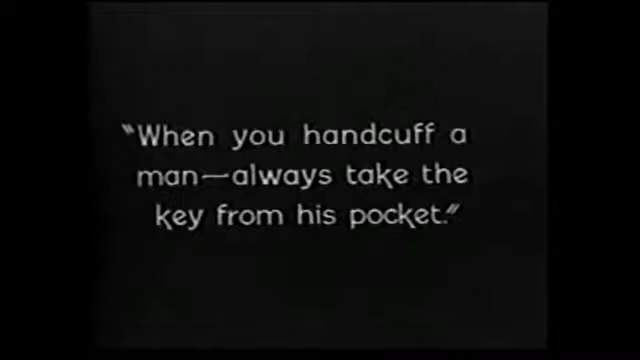 "When you handcuff a
man—always take the
key from his pocket."